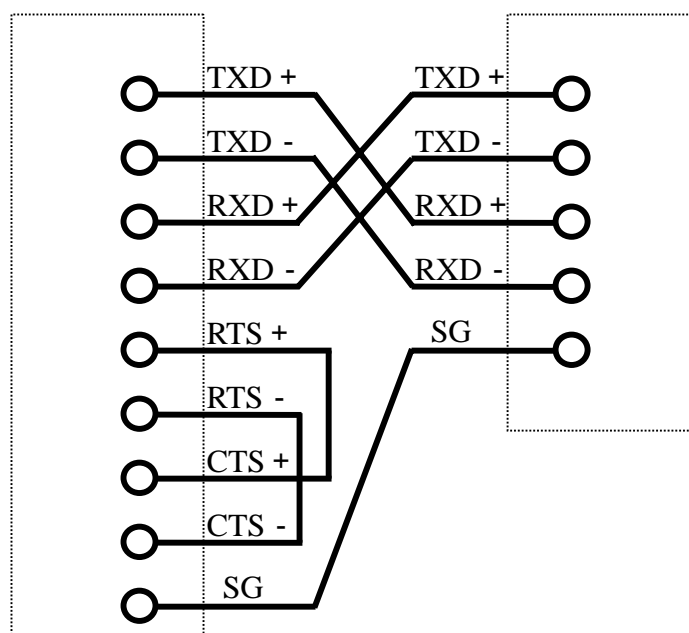 TXD + TXD +
TXD - TXD -
RXD + RXD +
RXD - RXD -
RTS + SG
RTS -
CTS +
CTS -
SG